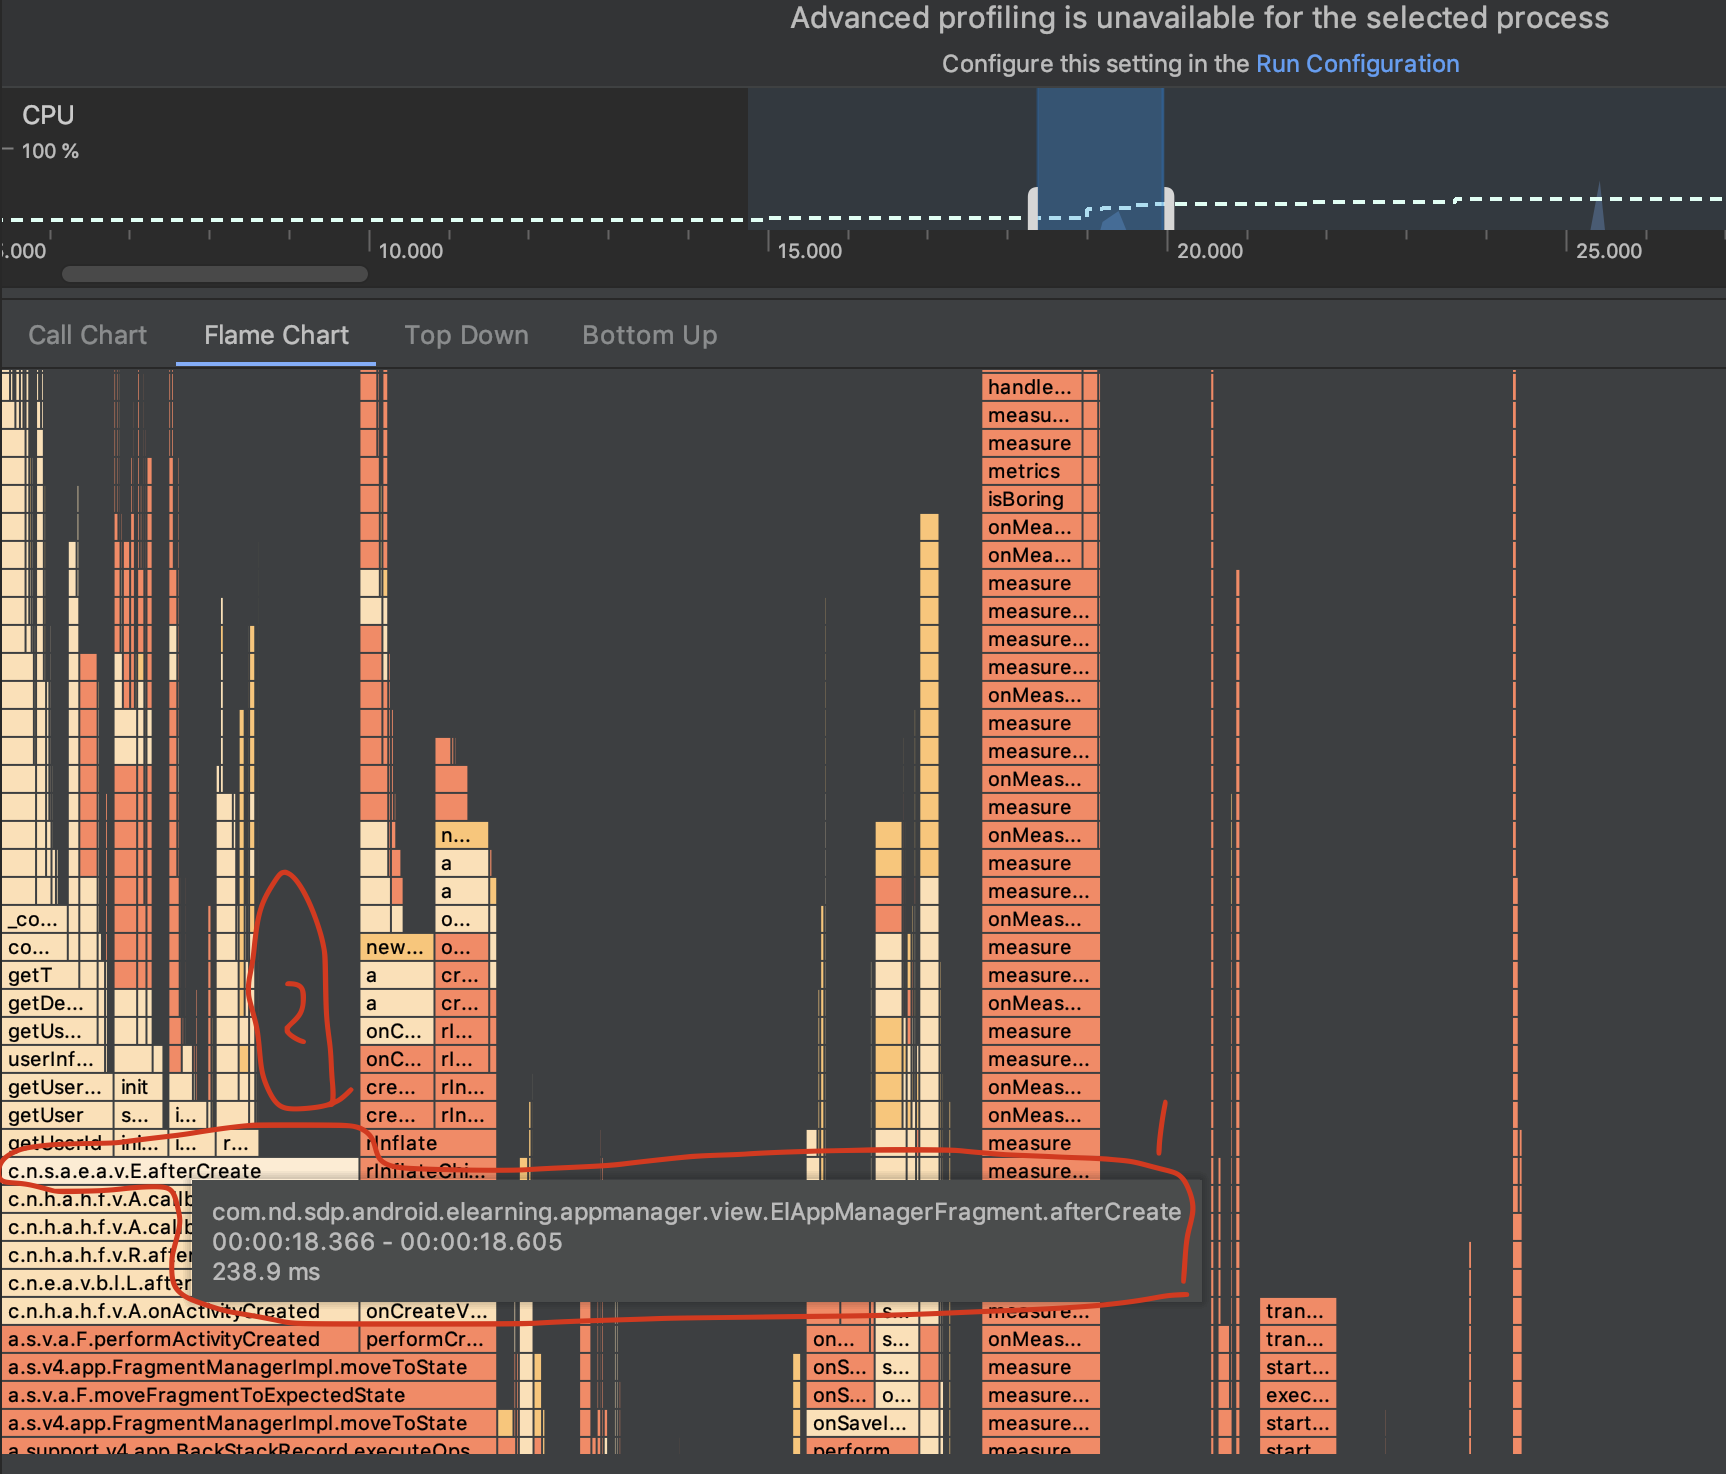 Advanced profiling is unavailable for the selected process
Configure this setting in the Run Configuration
CPU
100 %
10.000
15.000
20.000
25.000
Call Chart
Flame Chart
Top Down
Bottom Up
handle...
measu...
measure
metrics
isBoring
onMea...
onMea...
measure
measure...
measure...
measure...
onMeas...
measure
measure...
onMeas...
measure
n... onMeas...
a measure
a measure...
_co... o... onMeas...
co... new... o... measure
getT a cr... measure...
getDe... a cr... onMeas...
getUs... onC... rI... measure
userInf... onC... rI... measure...
getUser... init cre... rIn... onMeas...
getUser s... i... cre... rIn... onMeas...
getUserId ini... i... r... rInflate measure
c.n.s.a.e.a.v.E.afterCreate rInflateChi... measure...
c.n.h.a.h.f.v.A.ca
c.n.h.a.h.f.v.A.ca
c.n.h.a.h.f.v.R.after
c.n.e.a.v.b.l.L.after
com.nd.sdp.android.elearning.appmanager.view.ElAppManagerFragment.afterCreate
00:00:18.366 - 00:00:18.605
238.9 ms
2
1
c.n.h.a.h.f.v.A.onActivityCreated onCreateV... s... measure... tran...
a.s.v.a.F.performActivityCreated performCr... on... s... onMeas... tran...
a.s.v4.app.FragmentManagerImpl.moveToState onS... s... measure start...
a.s.v.a.F.moveFragmentToExpectedState onS... o... measure... exec...
a.s.v4.app.FragmentManagerImpl.moveToState onSaveI... measure... start...
a.support.v4.app.BackStackRecord.executeOps perform measure start